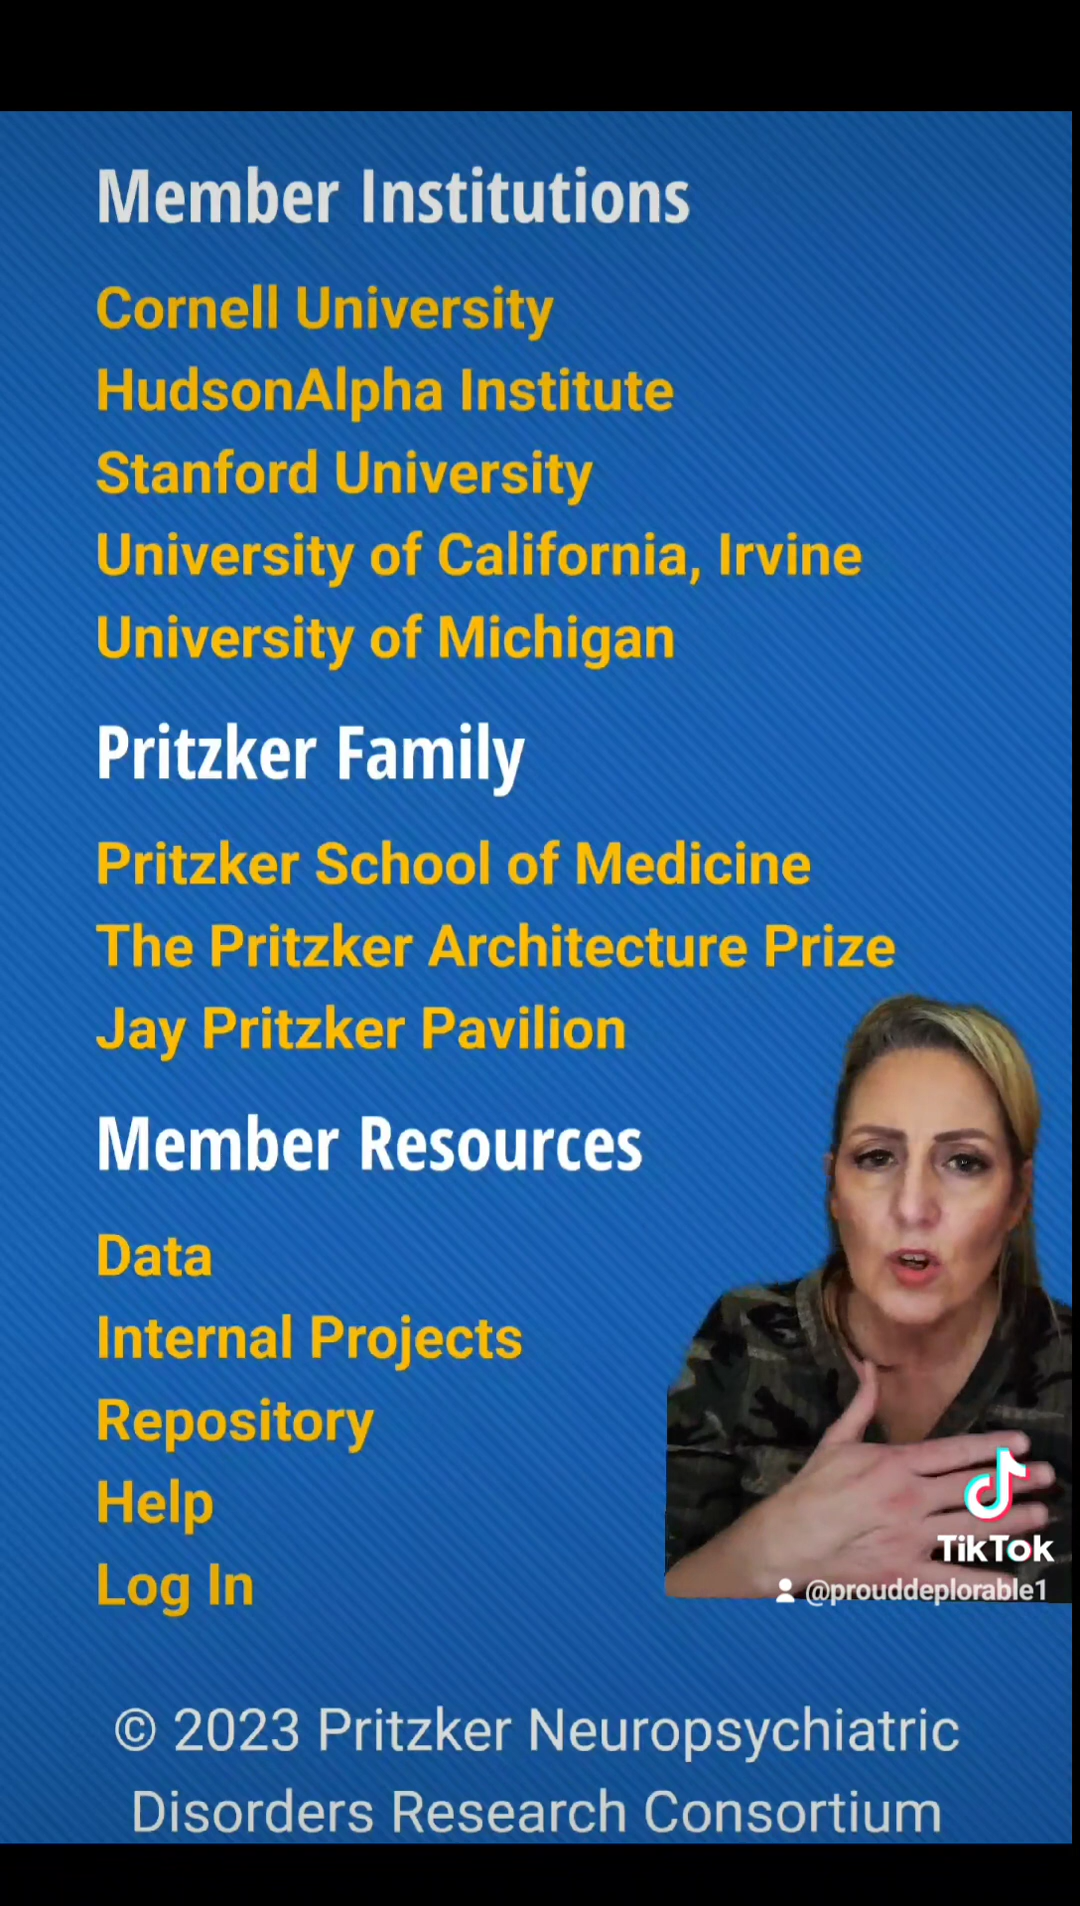 Member Institutions
Cornell University
HudsonAlpha Institute
Stanford University
University of California, Irvine
University of Michigan
Pritzker Family
Pritzker School of Medicine
The Pritzker Architecture Prize
Jay Pritzker Pavilion
Member Resources
Data
Internal Projects
Repository
Help
Log In
TikTok
@prouddeplorable1
© 2023 Pritzker Neuropsychiatric
Disorders Research Consortium